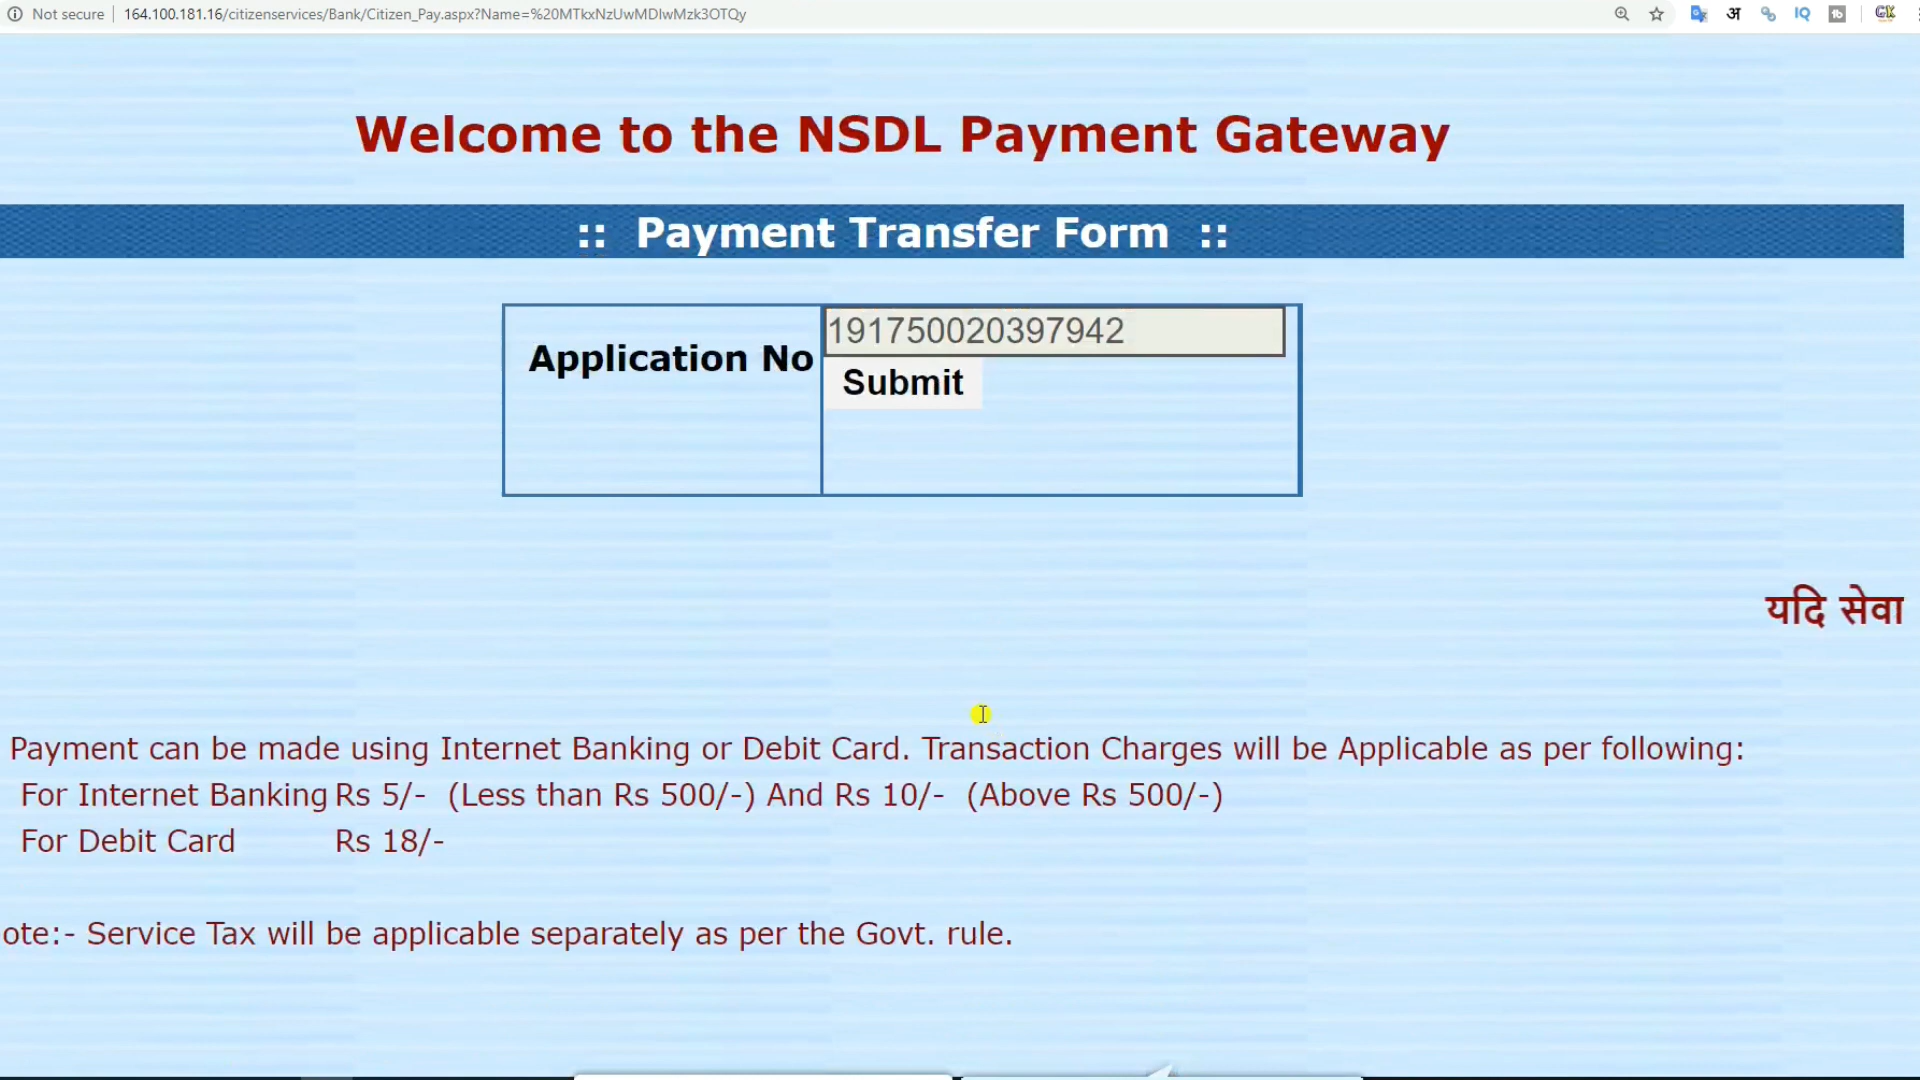 Not secure | 164.100.181.16/citizenservices/Bank/Citizen_Pay.aspx?Name=%20MTkxNzUwMDIwMzk3OTQy
Welcome to the NSDL Payment Gateway
:: Payment Transfer Form ::
191750020397942
Application No
Submit
यदि सेवा
Payment can be made using Internet Banking or Debit Card. Transaction Charges will be Applicable as per following:
For Internet Banking Rs 5/- (Less than Rs 500/-) And Rs 10/- (Above Rs 500/-)
For Debit Card Rs 18/-
ote:- Service Tax will be applicable separately as per the Govt. rule.